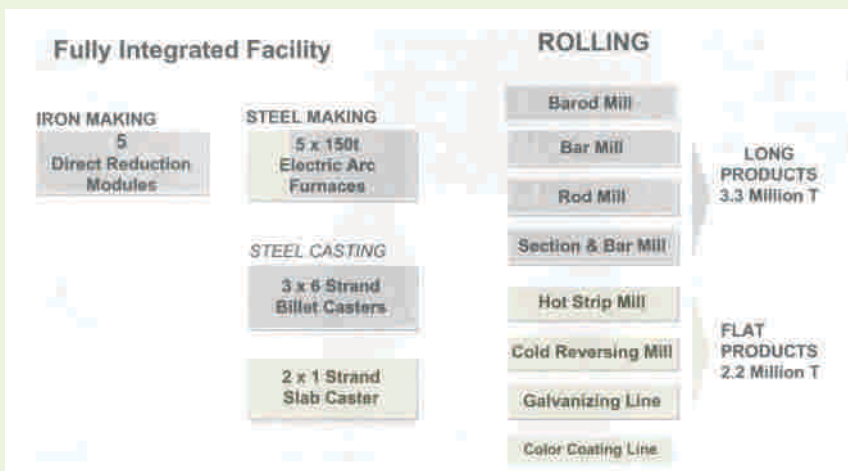 Fully Integrated Facility
IRON MAKING
5
Direct Reduction
Modules
STEEL MAKING
5 x 150t
Electric Arc
Furnaces
STEEL CASTING
3 x 6 Strand
Billet Casters
2 x 1 Strand
Slab Caster
ROLLING
Barod Mill
Bar Mill
Rod Mill
Section & Bar Mill
LONG
PRODUCTS
3.3 Million T
Hot Strip Mill
Cold Reversing Mill
Galvanizing Line
Color Coating Line
FLAT
PRODUCTS
2.2 Million T